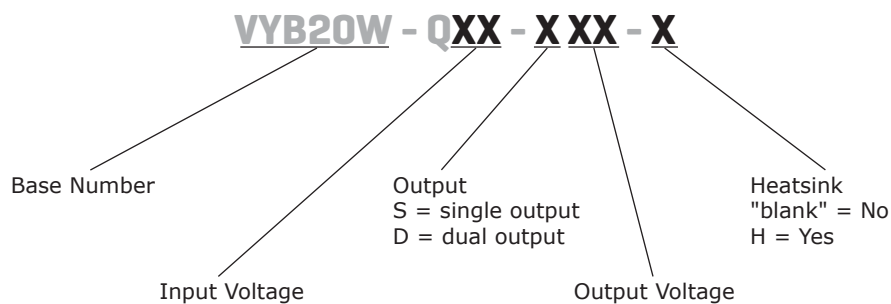 VYB20W - QXX - X XX - X
Base Number
Output
S = single output
D = dual output
Heatsink
"blank" = No
H = Yes
Input Voltage
Output Voltage